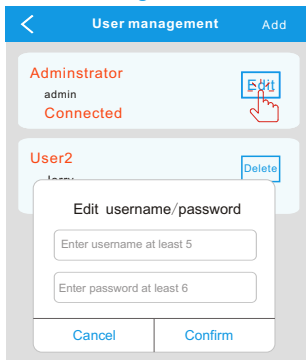 User management Add
Adminstrator
Edit
admin
Connected
User2
Delete
Edit username/password
Enter username at least 5
Enter password at least 6
Cancel Confirm